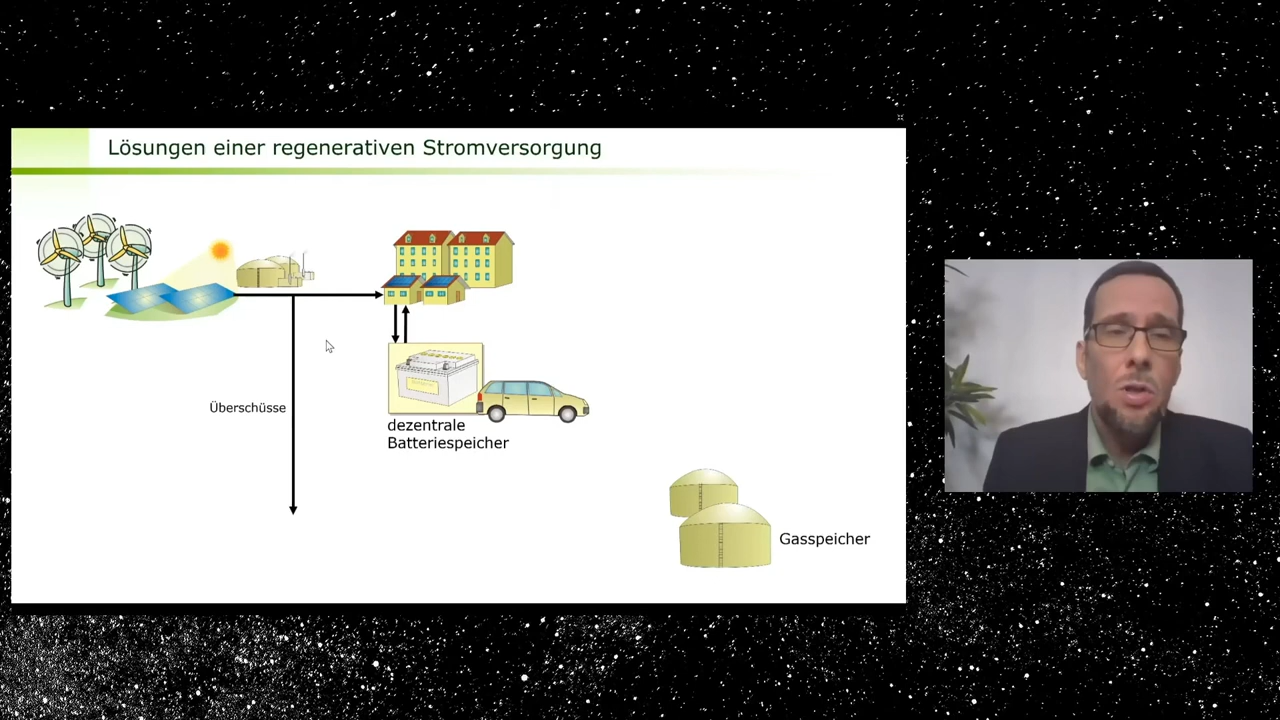 Lösungen einer regenerativen Stromversorgung
Überschüsse
dezentrale
Batteriespeicher
Gasspeicher